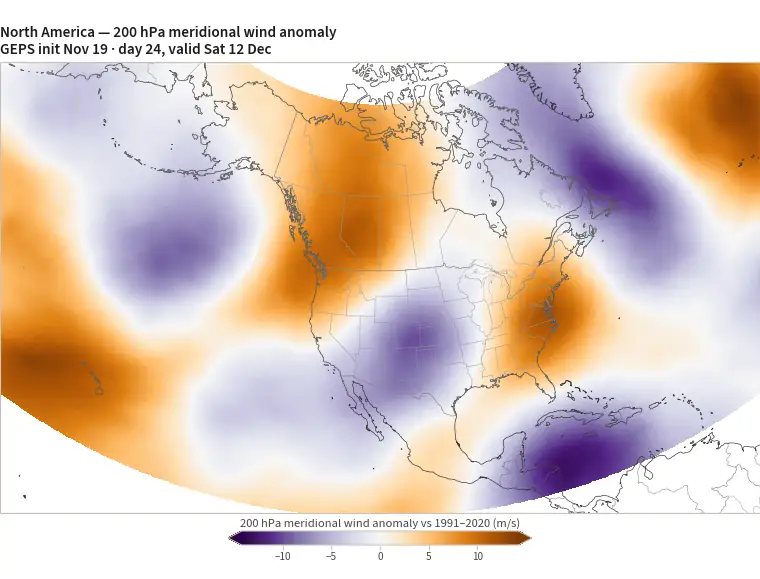 North America — 200 hPa meridional wind anomaly
GEPS init Nov 19 · day 24, valid Sat 12 Dec
200 hPa meridional wind anomaly vs 1991–2020 (m/s)
−10 −5 0 5 10